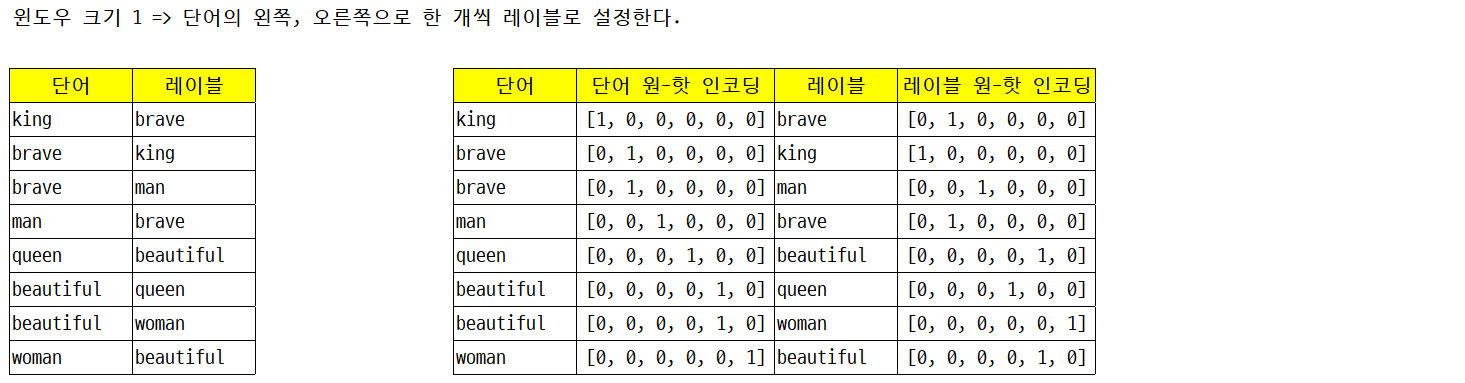 윈도우 크기 1 => 단어의 왼쪽, 오른쪽으로 한 개씩 레이블로 설정한다.
단어 레이블 단어 단어 원-핫 인코딩 레이블 레이블 원-핫 인코딩
king brave king [1, 0, 0, 0, 0, 0] brave [0, 1, 0, 0, 0, 0]
brave king brave [0, 1, 0, 0, 0, 0] king [1, 0, 0, 0, 0, 0]
brave man brave [0, 1, 0, 0, 0, 0] man [0, 0, 1, 0, 0, 0]
man brave man [0, 0, 1, 0, 0, 0] brave [0, 1, 0, 0, 0, 0]
queen beautiful queen [0, 0, 0, 1, 0, 0] beautiful [0, 0, 0, 0, 1, 0]
beautiful queen beautiful [0, 0, 0, 0, 1, 0] queen [0, 0, 0, 1, 0, 0]
beautiful woman beautiful [0, 0, 0, 0, 1, 0] woman [0, 0, 0, 0, 0, 1]
woman beautiful woman [0, 0, 0, 0, 0, 1] beautiful [0, 0, 0, 0, 1, 0]